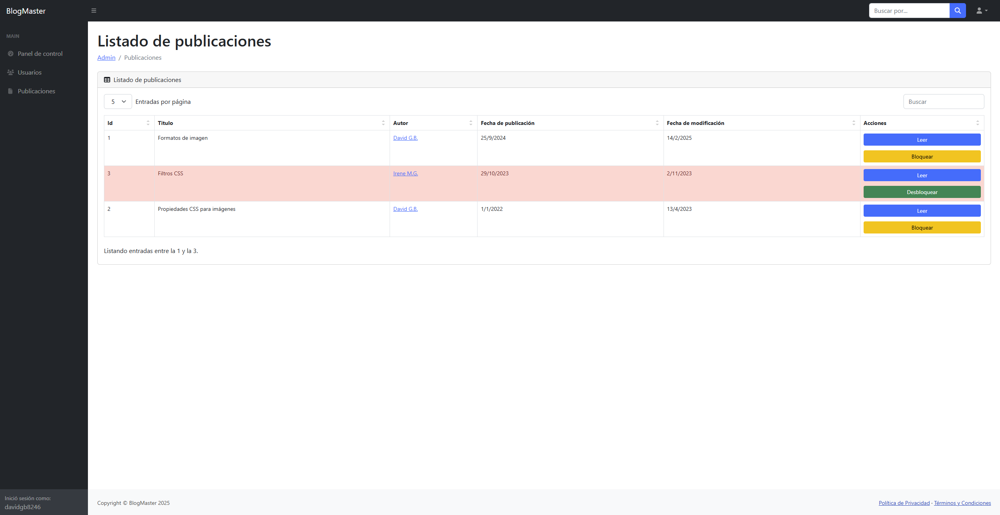 BlogMaster
Buscar por...
MAIN
Panel de control
Usuarios
Publicaciones
Listado de publicaciones
Admin / Publicaciones
Listado de publicaciones
5 Entradas por página
Buscar
Id Titulo Autor Fecha de publicación Fecha de modificación Acciones
1 Formatos de imagen David G.B. 25/9/2024 14/2/2025 Leer
Bloquear
3 Filtros CSS Irene M.G. 29/10/2023 2/11/2023 Leer
Desbloquear
2 Propiedades CSS para imágenes David G.B. 1/1/2022 13/4/2023 Leer
Bloquear
Listando entradas entre la 1 y la 3.
Inició sesión como:
davidgb8246
Copyright © BlogMaster 2025
Política de Privacidad · Términos y Condiciones